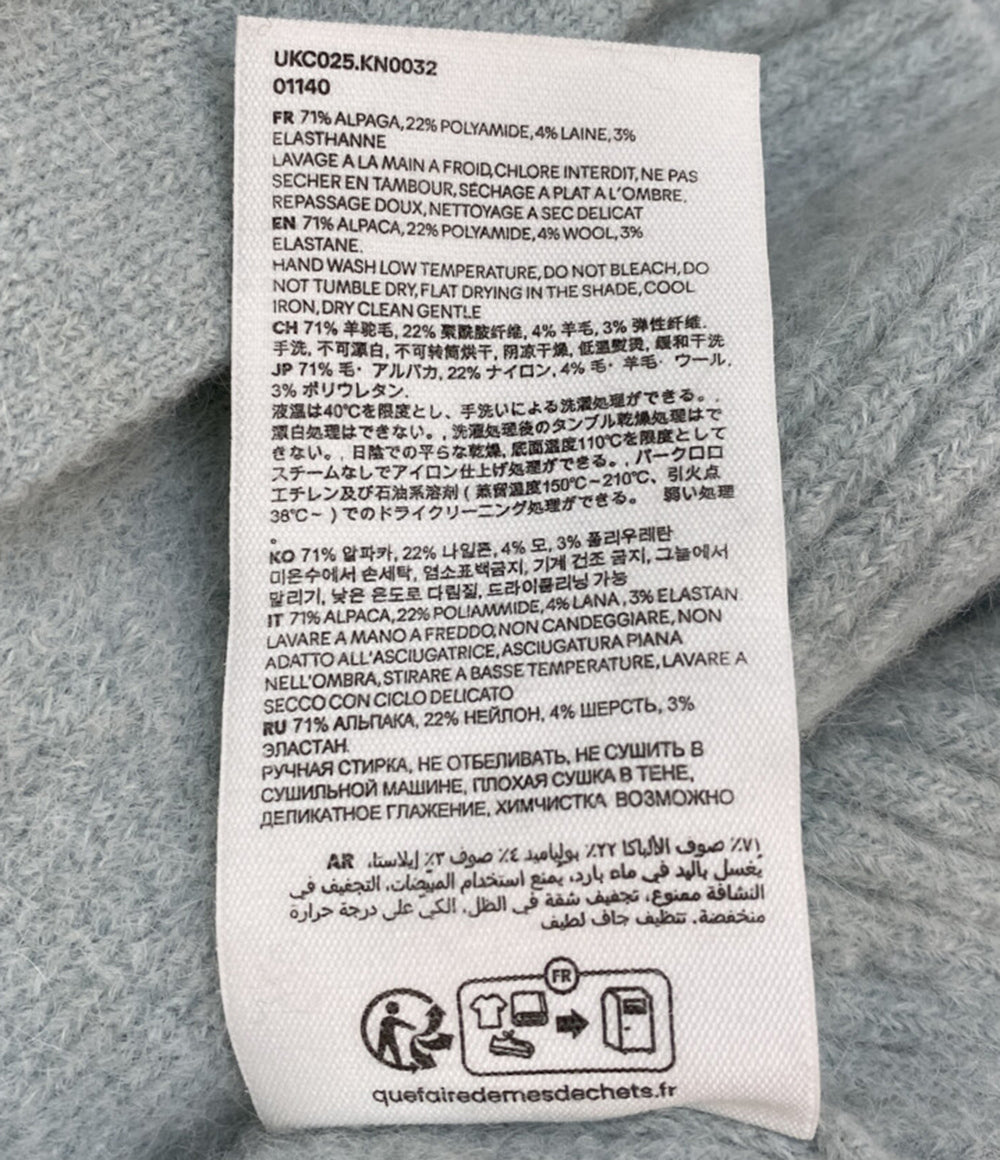 UKC025.KN0032
01140
FR 71% ALPAGA, 22% POLYAMIDE, 4% LAINE, 3%
ELASTHANNE
LAVAGE A LA MAIN A FROID, CHLORE INTERDIT, NE PAS
SECHER EN TAMBOUR, SÉCHAGE A PLAT A L'OMBRE,
REPASSAGE DOUX, NETTOYAGE A SEC DELICAT
EN 71% ALPACA, 22% POLYAMIDE, 4% WOOL, 3%
ELASTANE.
HAND WASH LOW TEMPERATURE, DO NOT BLEACH, DO
NOT TUMBLE DRY, FLAT DRYING IN THE SHADE, COOL
IRON, DRY CLEAN GENTLE
CH 71% 羊驼毛, 22% 聚酰胺纤维, 4% 羊毛, 3% 弹性纤维.
手洗, 不可漂白, 不可转筒烘干, 阴凉干燥, 低温熨烫, 缓和干洗
JP 71% 毛・アルパカ, 22% ナイロン, 4% 毛・羊毛・ウール.
3% ポリウレタン.
液温は40℃を限度とし、手洗いによる洗濯処理ができる。.
漂白処理はできない。, 洗濯処理後のタンブル乾燥処理はで
きない。, 日陰での平らな乾燥, 底面温度110℃を限度として
スチームなしでアイロン仕上げ処理ができる。, パークロロ
エチレン及び石油系溶剤 ( 蒸留温度150℃~210℃、引火点
38℃~ ) でのドライクリーニング処理ができる。 弱い処理
。
KO 71% 알파카, 22% 나일론, 4% 모, 3% 폴리우레탄
미온수에서 손세탁, 염소표백금지, 기계 건조 금지, 그늘에서
말리기, 낮은 온도로 다림질, 드라이클리닝 가능
IT 71% ALPACA, 22% POLIAMMIDE, 4% LANA, 3% ELASTAN
LAVARE A MANO A FREDDO, NON CANDEGGIARE, NON
ADATTO ALL'ASCIUGATRICE, ASCIUGATURA PIANA
NELL'OMBRA, STIRARE A BASSE TEMPERATURE, LAVARE A
SECCO CON CICLO DELICATO
RU 71% АЛЬПАКА, 22% НЕЙЛОН, 4% ШЕРСТЬ, 3%
ЭЛАСТАН
РУЧНАЯ СТИРКА, НЕ ОТБЕЛИВАТЬ, НЕ СУШИТЬ В
СУШИЛЬНОЙ МАШИНЕ, ПЛОХАЯ СУШКА В ТЕНЕ,
ДЕЛИКАТНОЕ ГЛАЖЕНИЕ, ХИМЧИСТКА ВОЗМОЖНО
٧١٪ صوف الألباكا ٢٢٪ بولياميد ٤٪ صوف ٣٪ إيلاستا، AR
يُغسل باليد في ماء بارد، يُمنع استخدام المبيّضات، التجفيف في
النشافة ممنوع، تجفيف شقة في الظل، الكي على درجة حرارة
منخفضة، تنظيف جاف لطيف
FR
quefairedemesdechets.fr